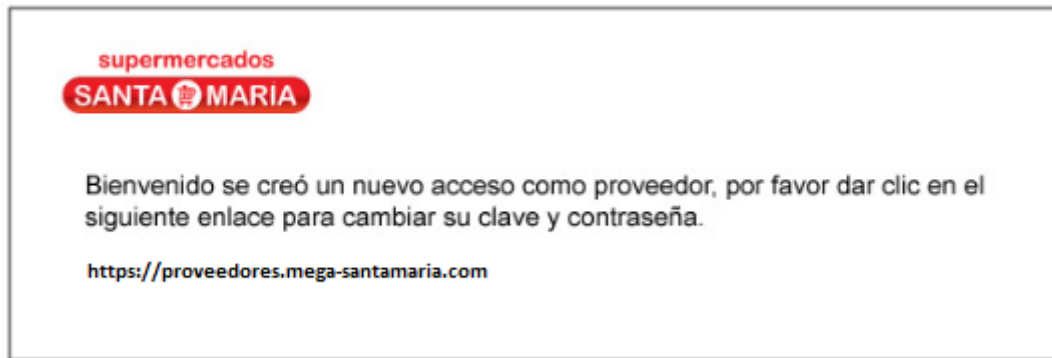 supermercados
SANTA MARÍA
Bienvenido se creó un nuevo acceso como proveedor, por favor dar clic en el
siguiente enlace para cambiar su clave y contraseña.
https://proveedores.mega-santamaria.com